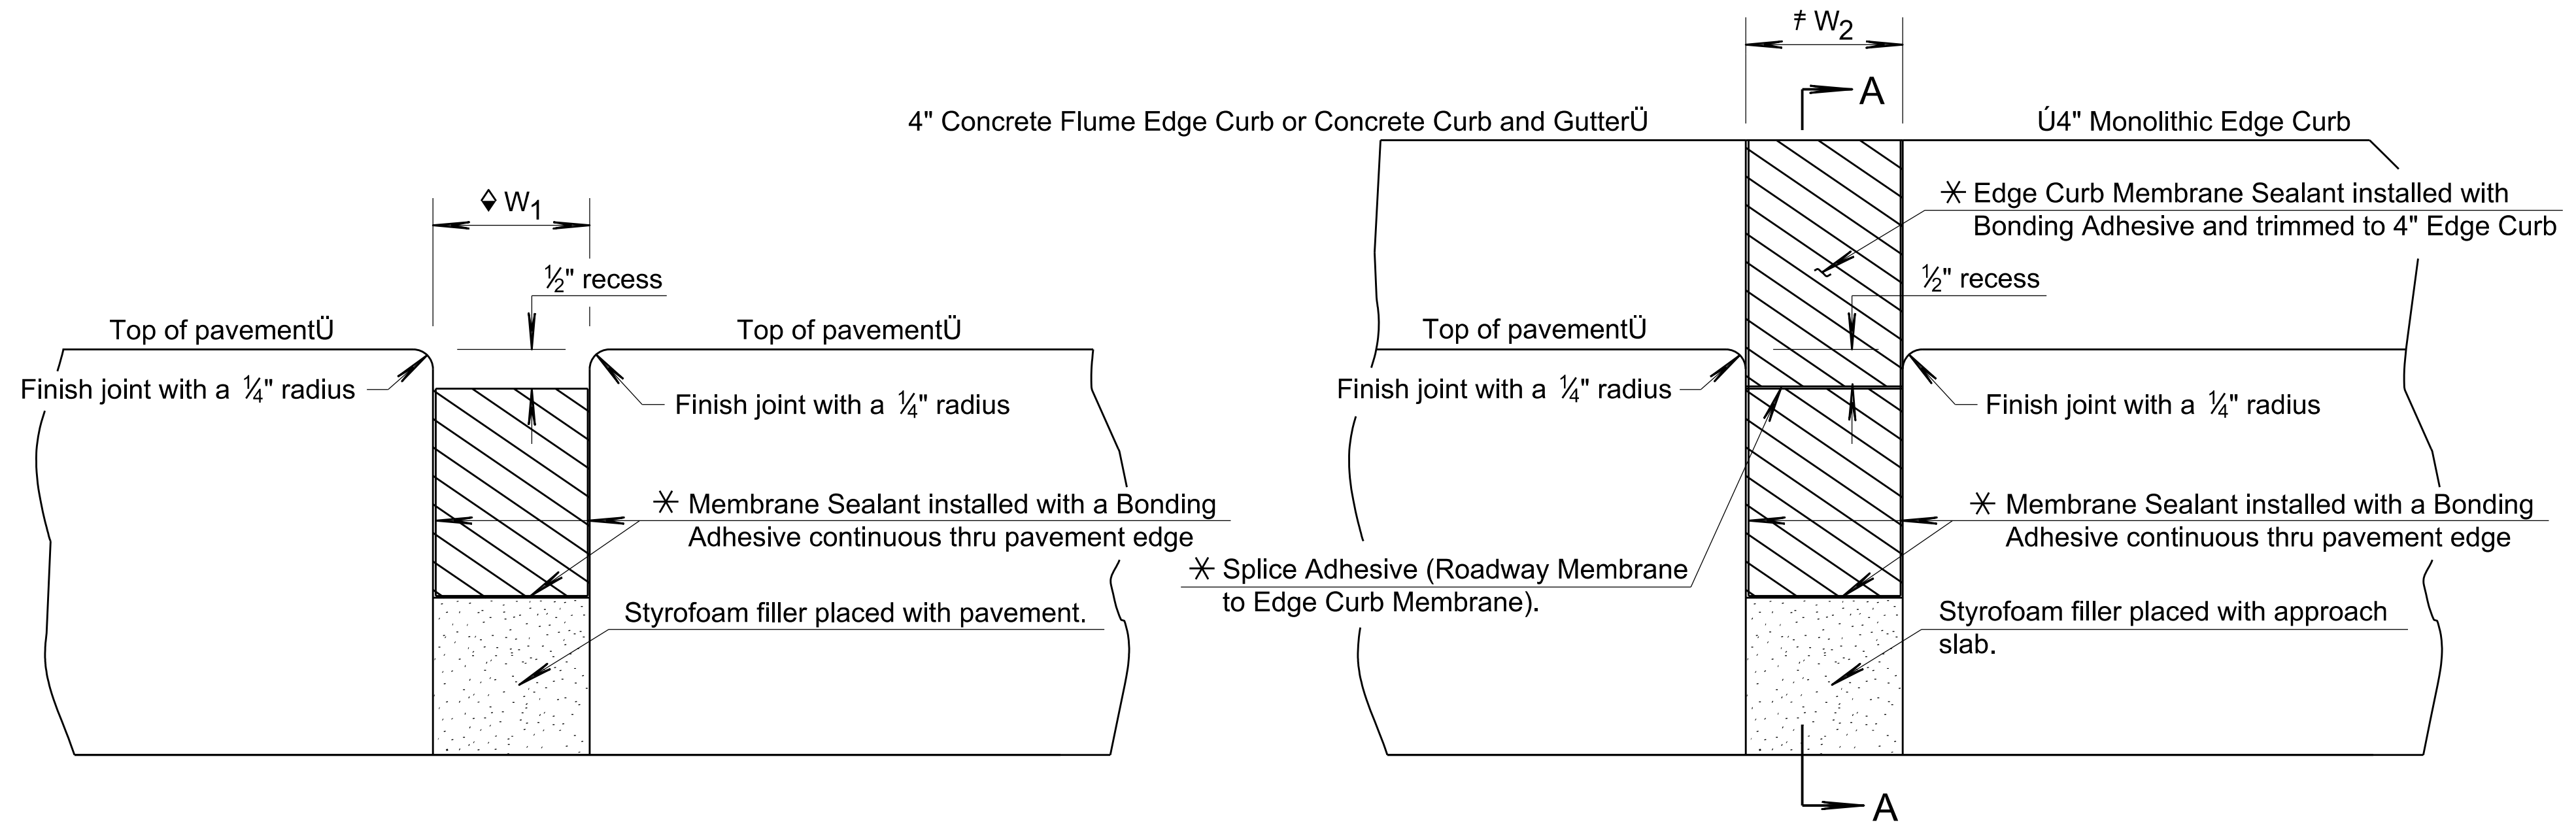 ◊ W1
½" recess
Top of pavementÜ
Top of pavementÜ
Finish joint with a ¼" radius
Finish joint with a ¼" radius
* Membrane Sealant installed with a Bonding
Adhesive continuous thru pavement edge
Styrofoam filler placed with pavement.
҂ W2
A
4" Concrete Flume Edge Curb or Concrete Curb and GutterÜ
Ú4" Monolithic Edge Curb
* Edge Curb Membrane Sealant installed with
Bonding Adhesive and trimmed to 4" Edge Curb
½" recess
Top of pavementÜ
Finish joint with a ¼" radius
Finish joint with a ¼" radius
* Membrane Sealant installed with a Bonding
Adhesive continuous thru pavement edge
* Splice Adhesive (Roadway Membrane
to Edge Curb Membrane).
Styrofoam filler placed with approach
slab.
A